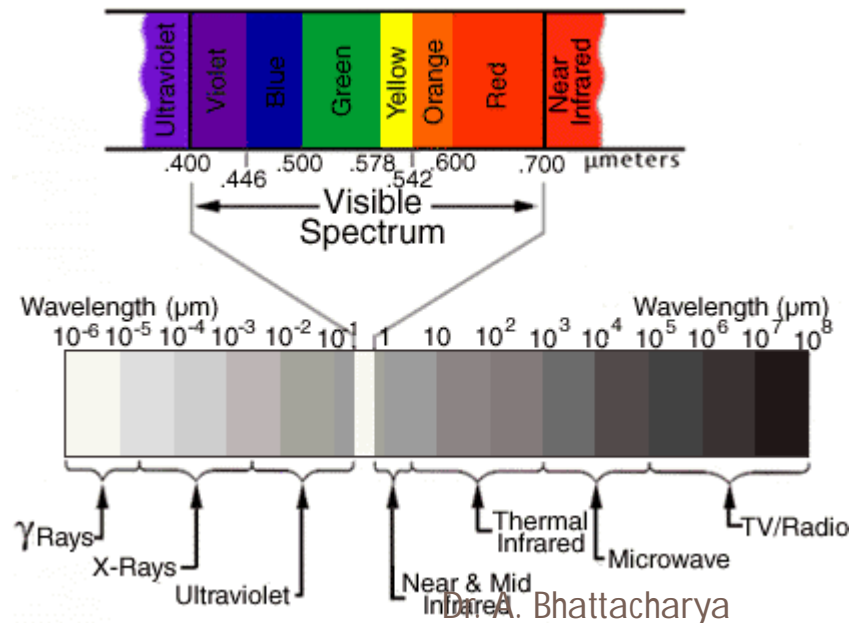 Ultraviolet
Violet
Blue
Green
Yellow
Orange
Red
Near
Infrared
.400 .500 .578 .600 .700 µmeters
.446 .542
Visible
Spectrum
Wavelength (µm) Wavelength (µm)
10-6 10-5 10-4 10-3 10-2 10-1 1 10 102 103 104 105 106 107 108
γ Rays
X-Rays
Ultraviolet
Near & Mid
Infrared
Thermal
Infrared
Microwave
TV/Radio
Dr. A. Bhattacharya